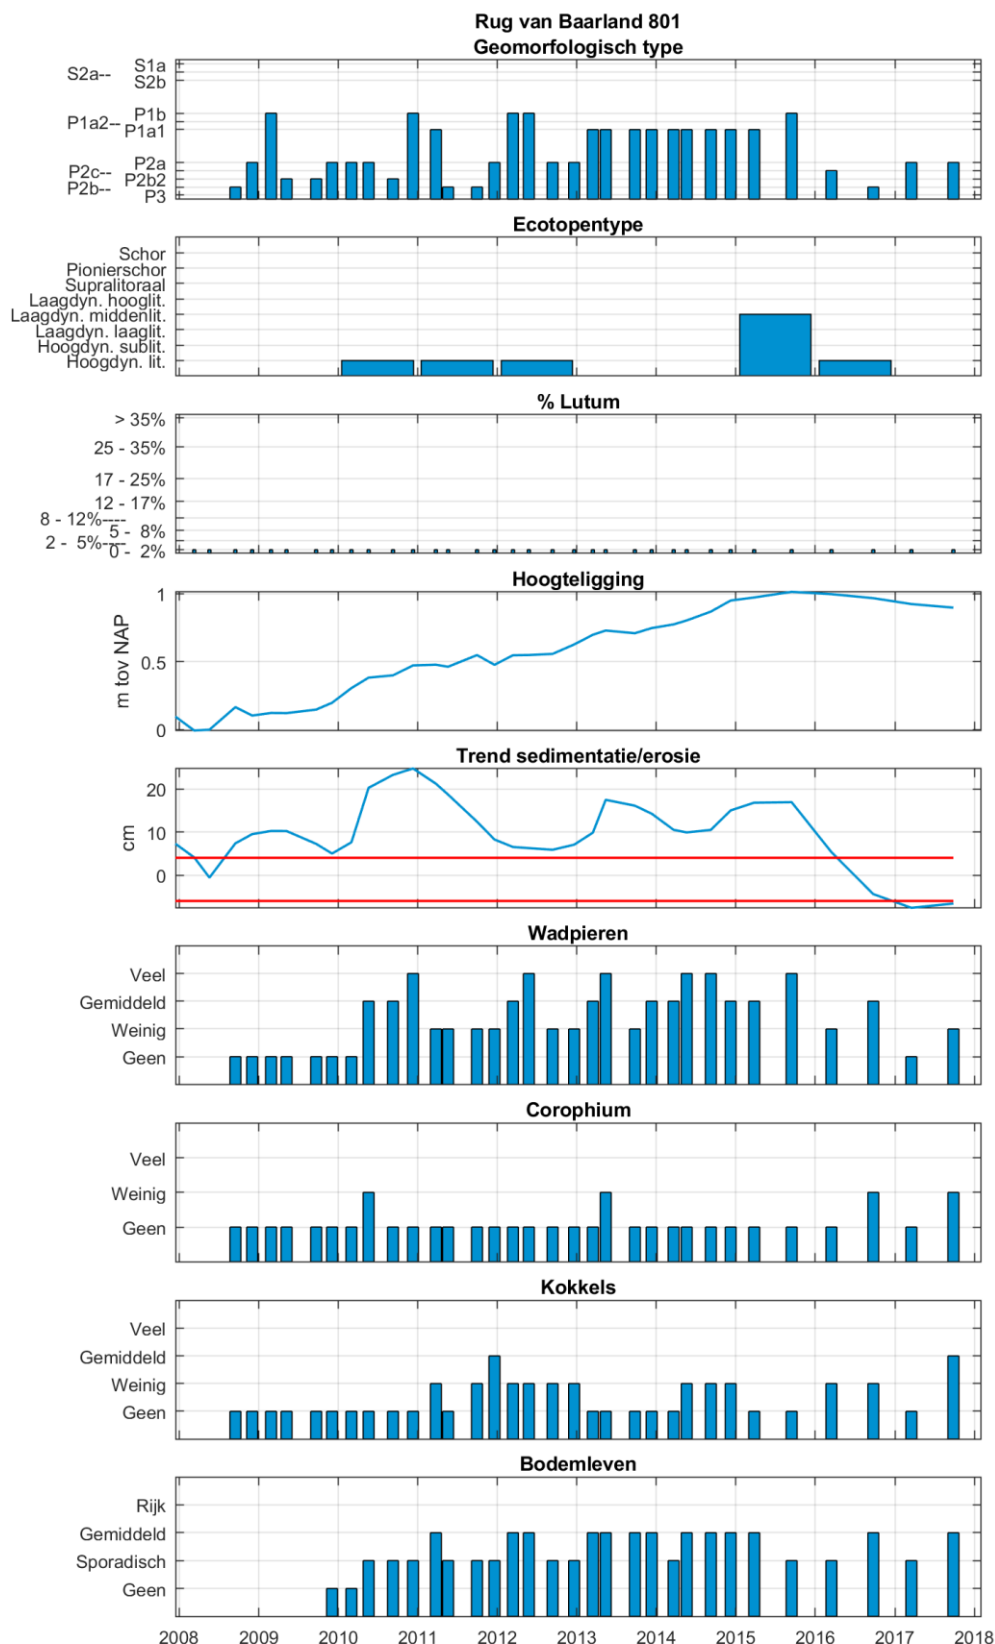 Rug van Baarland 801
Geomorfologisch type
S1a
S2a--
S2b
P1b
P1a2--
P1a1
P2a
P2c--
P2b2
P2b--
P3
Ecotopentype
Schor
Pionierschor
Supralitoraal
Laagdyn. hooglit.
Laagdyn. middenlit.
Laagdyn. laaglit.
Hoogdyn. sublit.
Hoogdyn. lit.
% Lutum
> 35%
25 - 35%
17 - 25%
12 - 17%
8 - 12%----
5 - 8%
2 - 5%----
0 - 2%
Hoogteligging
m tov NAP
1
0.5
0
Trend sedimentatie/erosie
cm
20
10
0
Wadpieren
Veel
Gemiddeld
Weinig
Geen
Corophium
Veel
Weinig
Geen
Kokkels
Veel
Gemiddeld
Weinig
Geen
Bodemleven
Rijk
Gemiddeld
Sporadisch
Geen
2008 2009 2010 2011 2012 2013 2014 2015 2016 2017 2018